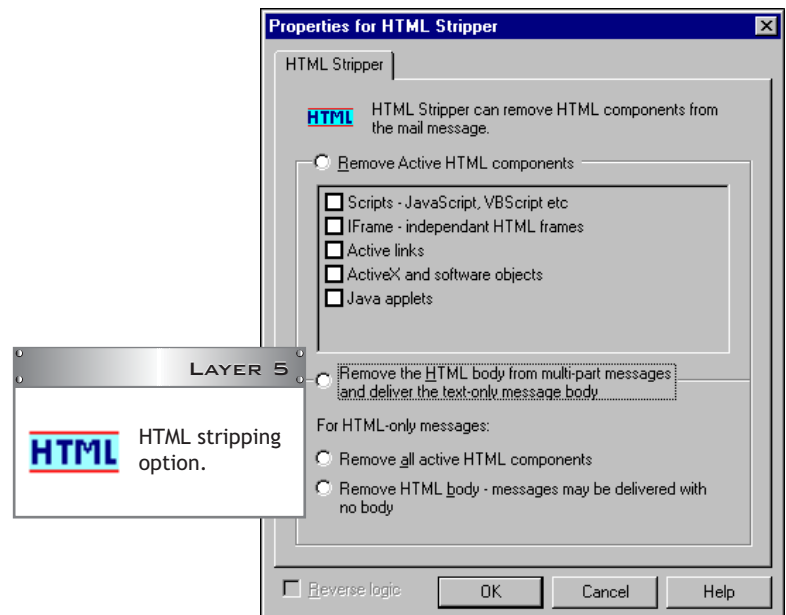 Properties for HTML Stripper
HTML Stripper
HTML
HTML Stripper can remove HTML components from
the mail message.
Remove Active HTML components
Scripts - JavaScript, VBScript etc
IFrame - independant HTML frames
Active links
ActiveX and software objects
Java applets
Remove the HTML body from multi-part messages
and deliver the text-only message body
For HTML-only messages:
Remove all active HTML components
Remove HTML body - messages may be delivered with
no body
Reverse logic
OK
Cancel
Help
LAYER 5
HTML
HTML stripping
option.